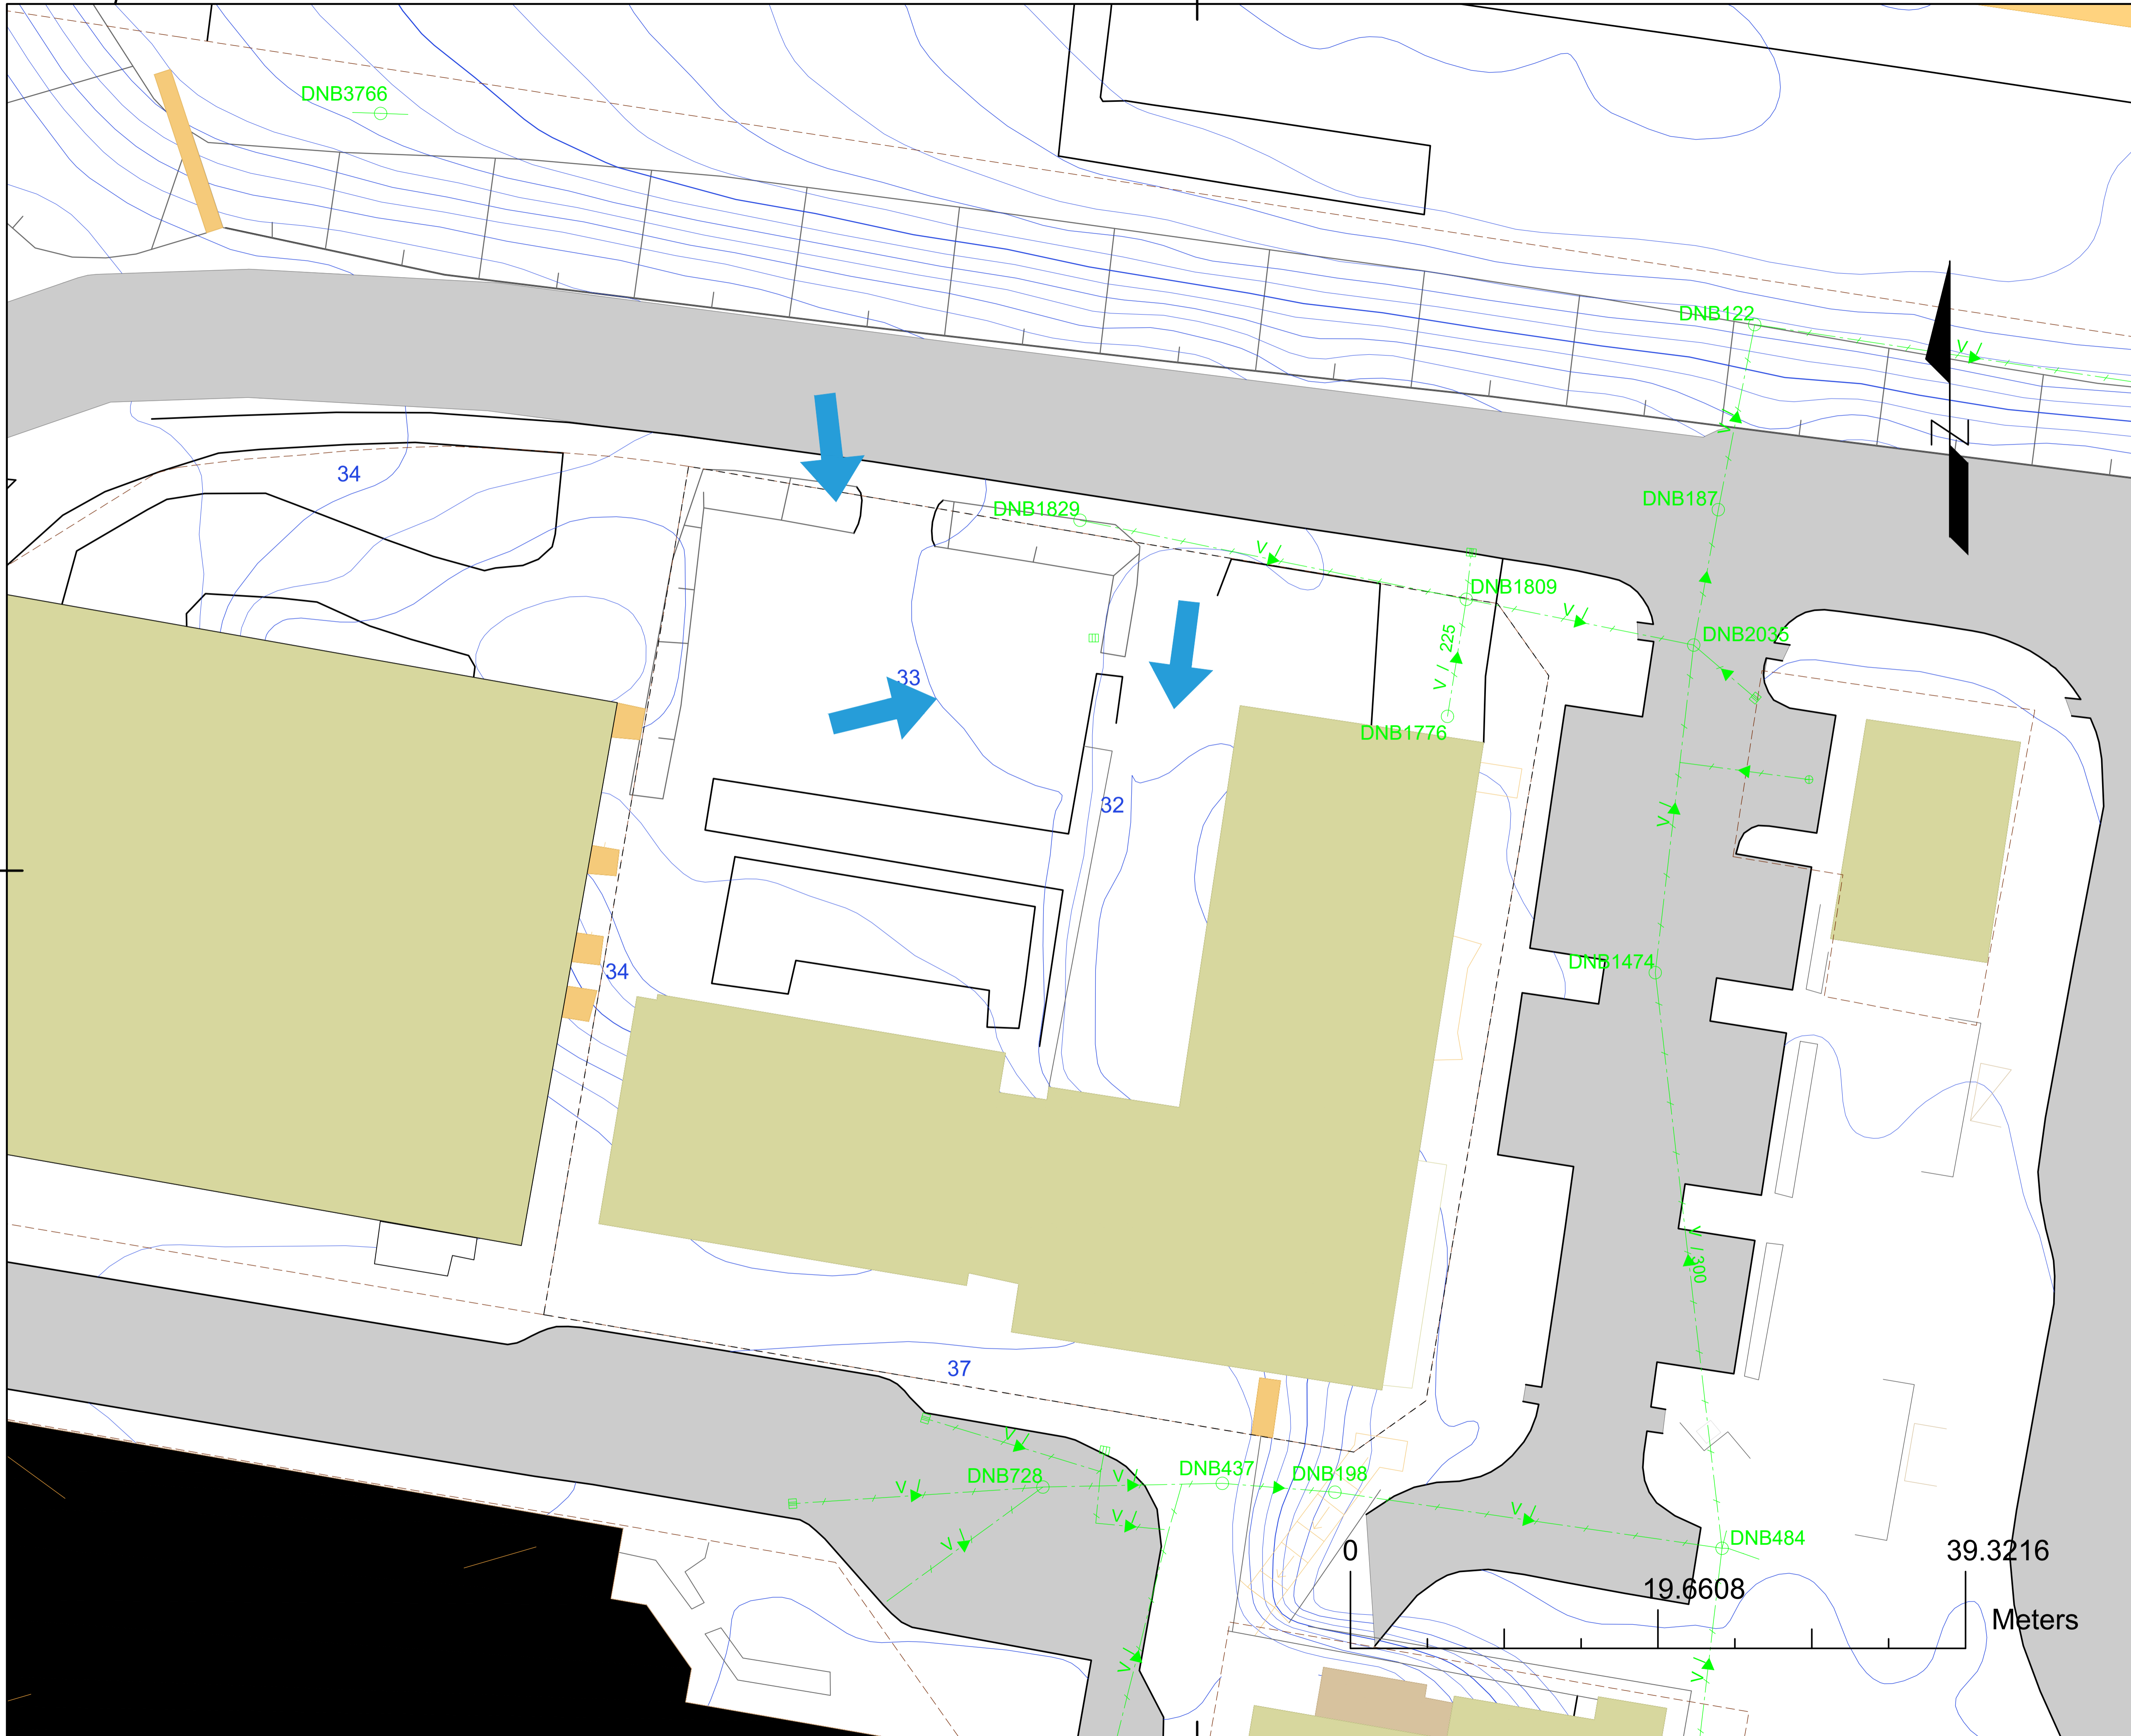 DNB3766
DNB122
V
V
34
DNB187
DNB1829
V
DNB1809
V
DNB2035
225
V
33
DNB1776
32
V
34
DNB1474
V
300
37
V
DNB728
DNB437
DNB198
V
V
V
V
V
DNB484
0
39.3216
19.6608
Meters
V
V
N